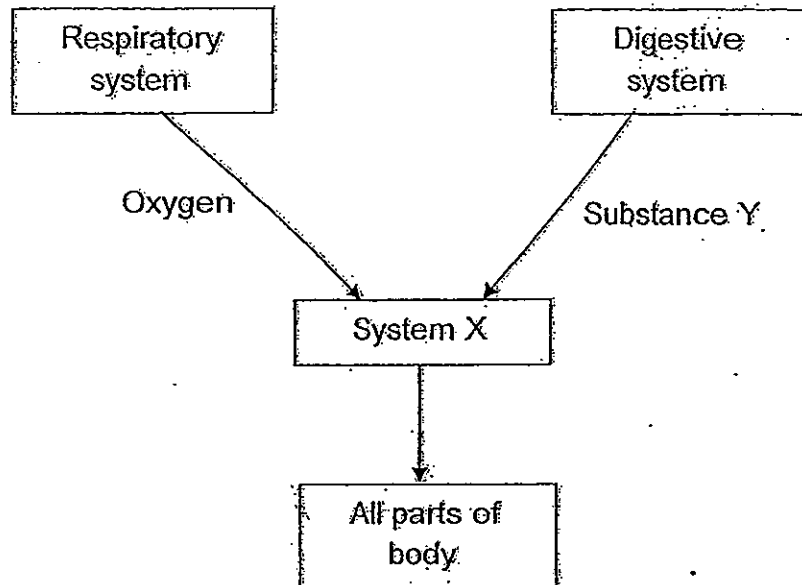 Respiratory
system
Digestive
system
Oxygen
Substance Y
System X
All parts of
body